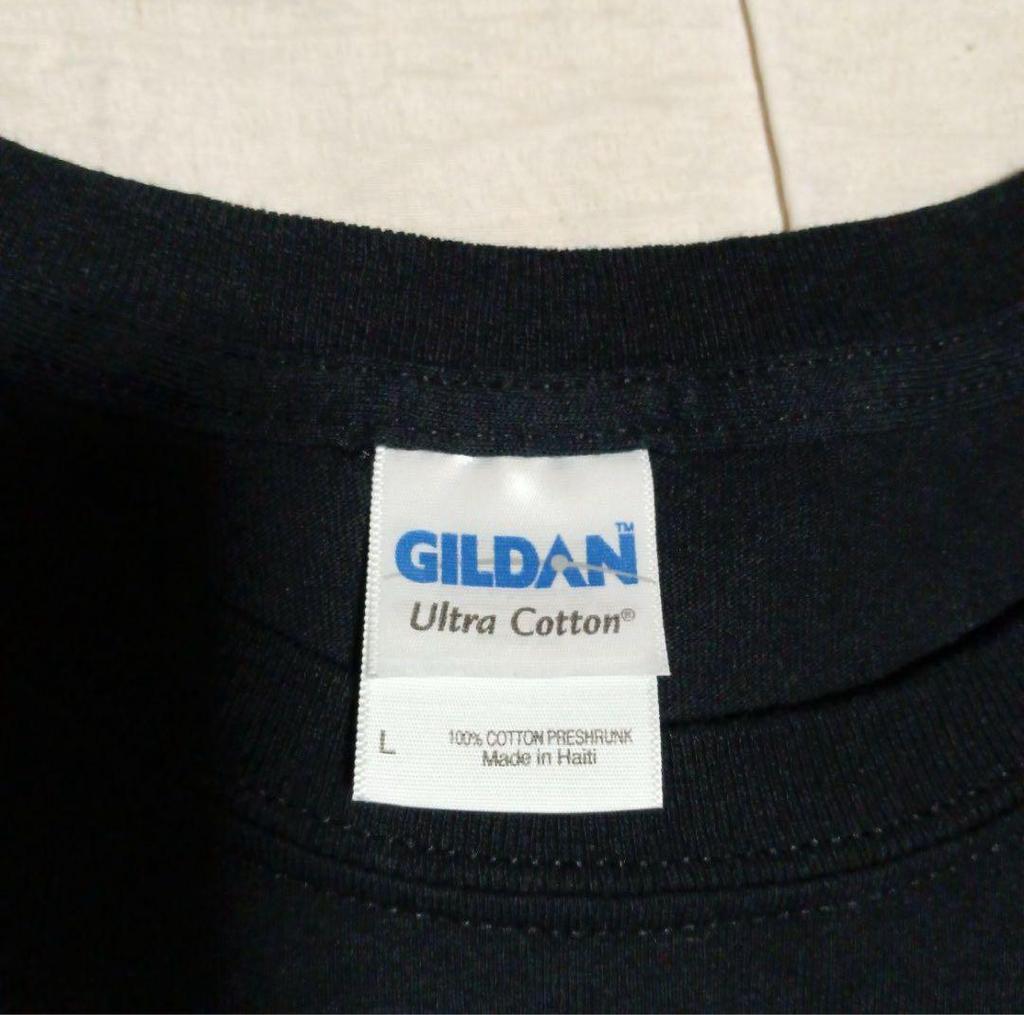 GILDAN™
Ultra Cotton®
L
100% COTTON PRESHRUNK
Made in Haiti